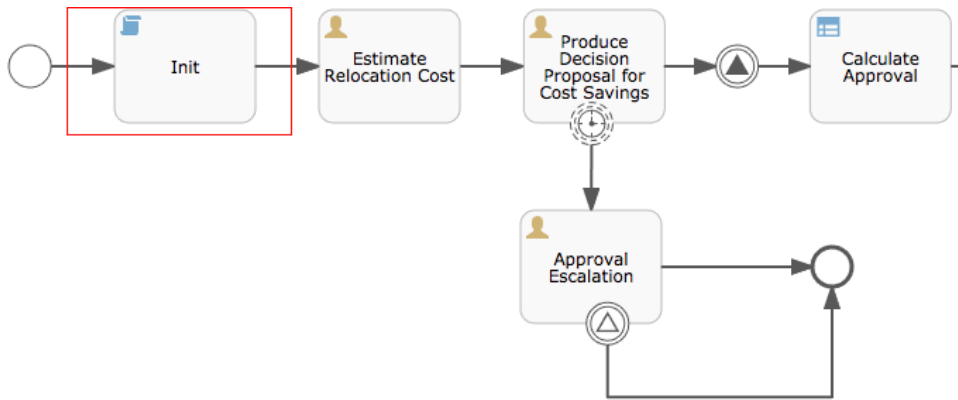 Init
Estimate
Relocation Cost
Produce
Decision
Proposal for
Cost Savings
Calculate
Approval
Approval
Escalation